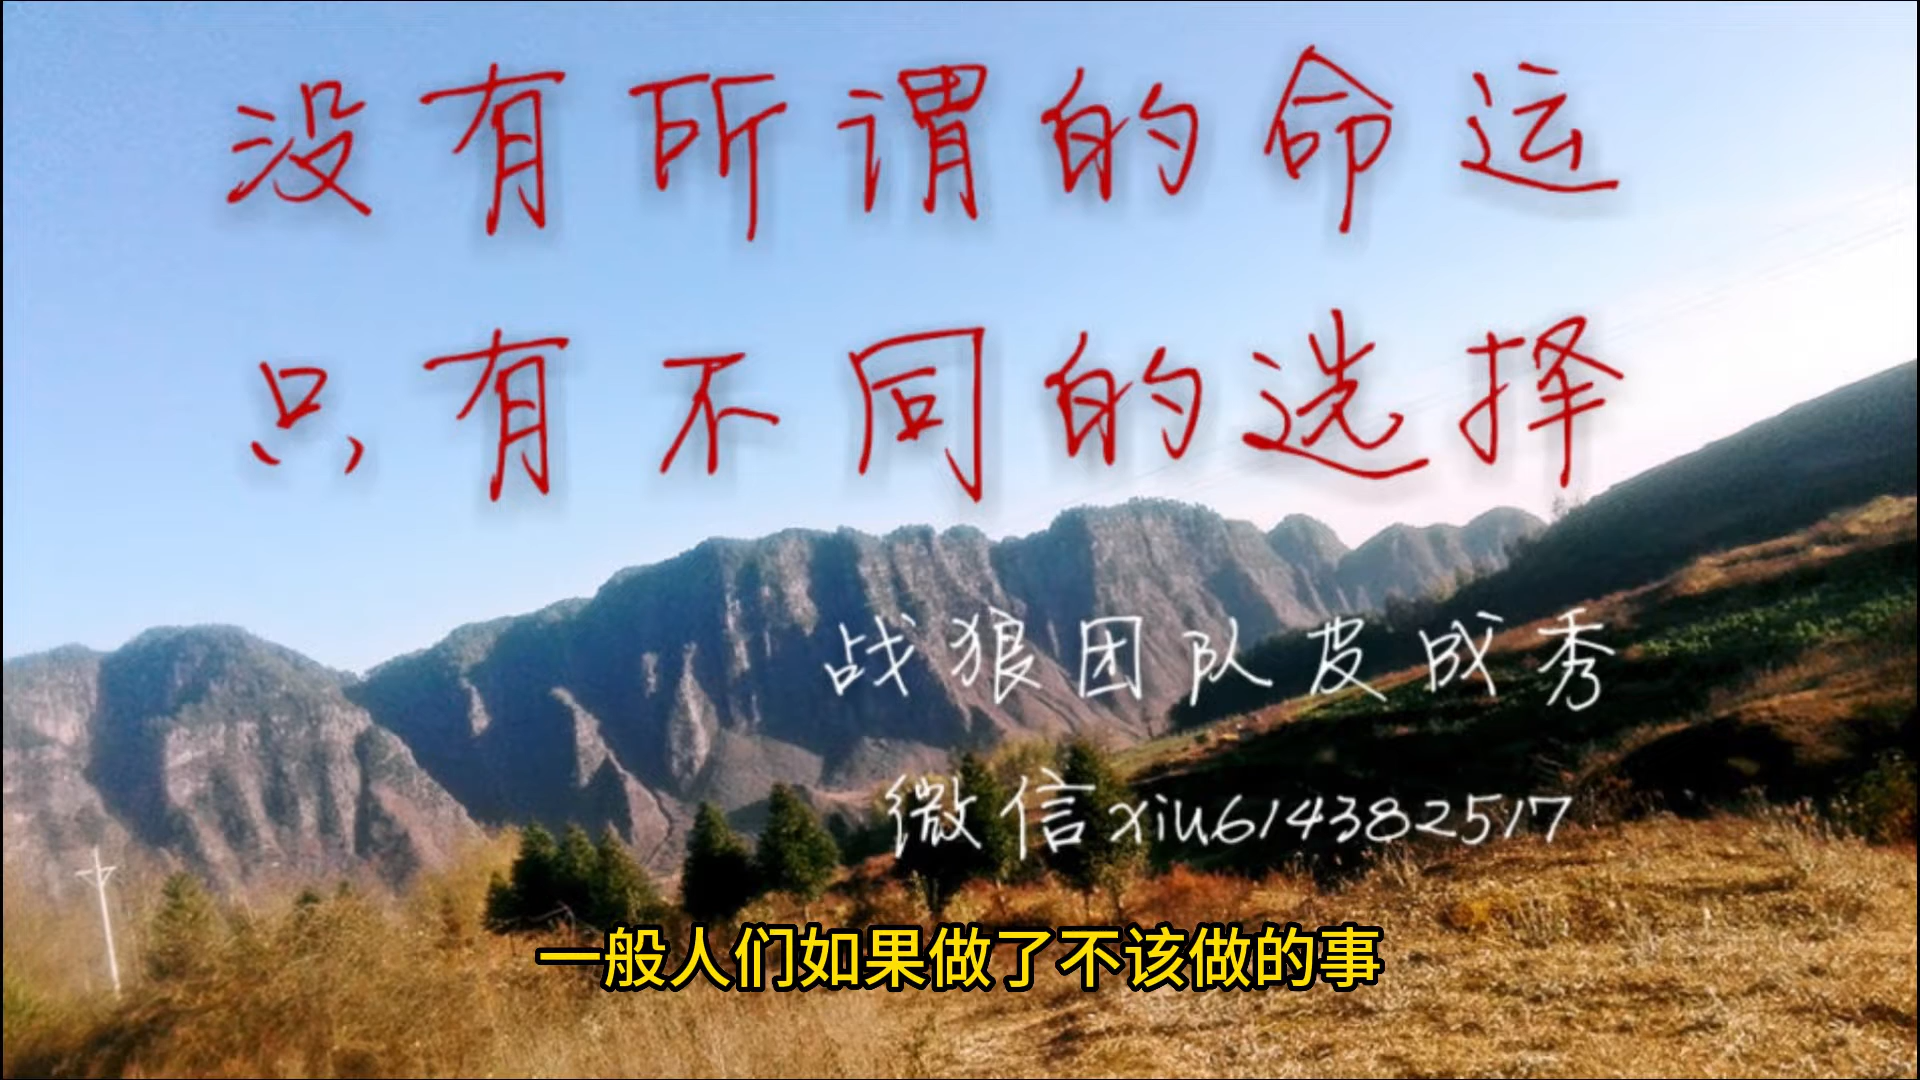 没有所谓的命运
只有不同的选择
战狼团队皮成秀
微信xiu614382517
一般人们如果做了不该做的事